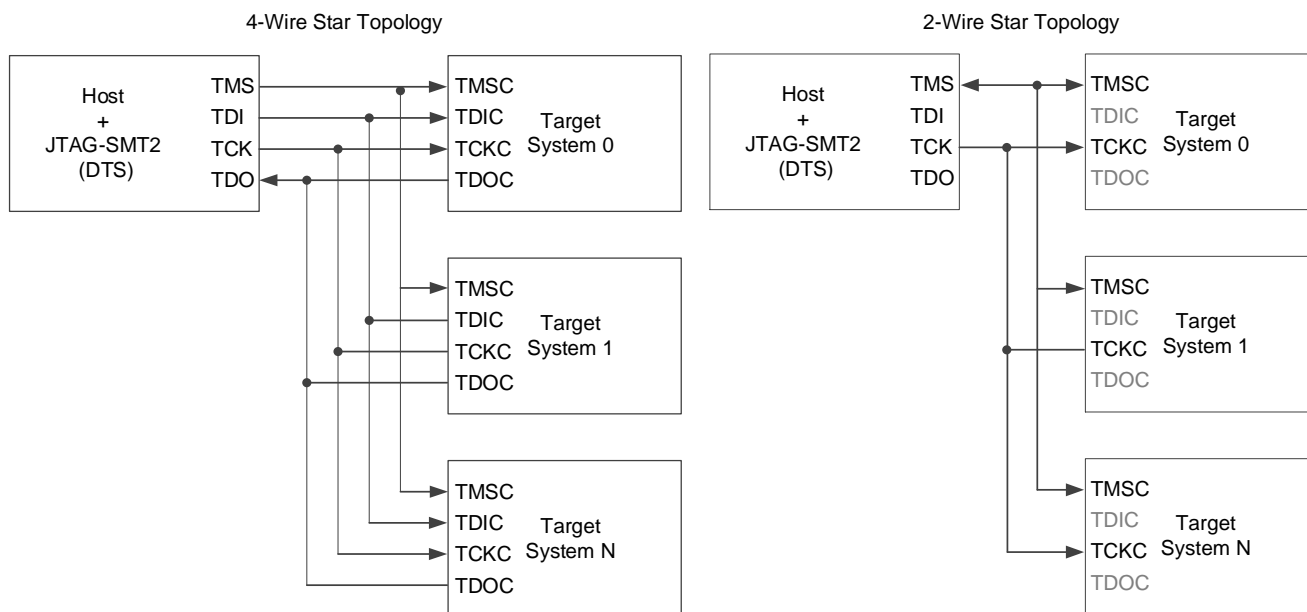 4-Wire Star Topology
Host
+
JTAG-SMT2
(DTS)
TMS
TDI
TCK
TDO
TMSC
TDIC
TCKC
TDOC
Target
System 0
TMSC
TDIC
TCKC
TDOC
Target
System 1
TMSC
TDIC
TCKC
TDOC
Target
System N
2-Wire Star Topology
Host
+
JTAG-SMT2
(DTS)
TMS
TDI
TCK
TDO
TMSC
TDIC
TCKC
TDOC
Target
System 0
TMSC
TDIC
TCKC
TDOC
Target
System 1
TMSC
TDIC
TCKC
TDOC
Target
System N